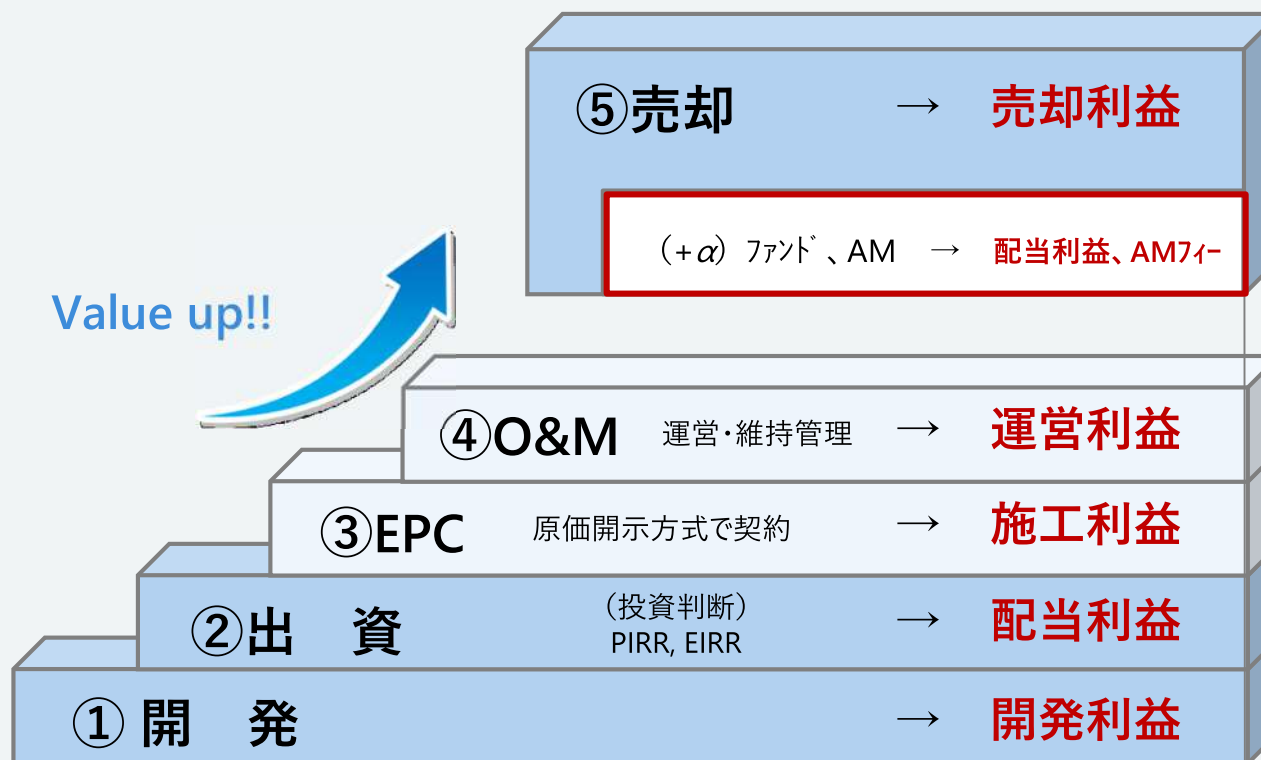 ⑤売却 → 売却利益
（+α）ﾌｧﾝﾄﾞ、AM → 配当利益、AMﾌｨｰ
Value up!!
④O&M 運営・維持管理 → 運営利益
③EPC 原価開示方式で契約 → 施工利益
②出　資 （投資判断） → 配当利益
PIRR, EIRR
①開　発 → 開発利益